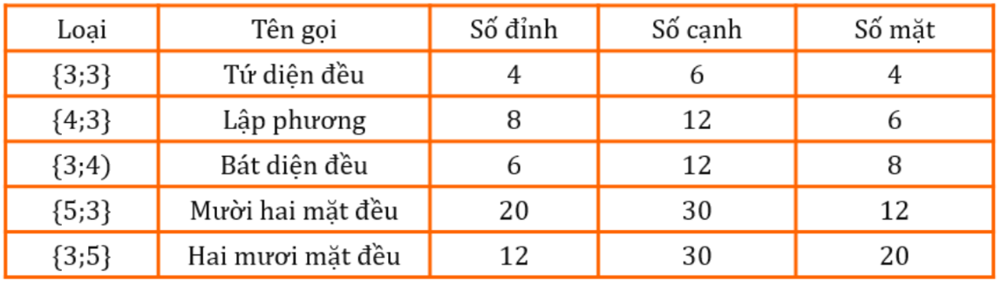 Loại Tên gọi Số đỉnh Số cạnh Số mặt
{3;3} Tứ diện đều 4 6 4
{4;3} Lập phương 8 12 6
{3;4) Bát diện đều 6 12 8
{5;3} Mười hai mặt đều 20 30 12
{3;5} Hai mươi mặt đều 12 30 20